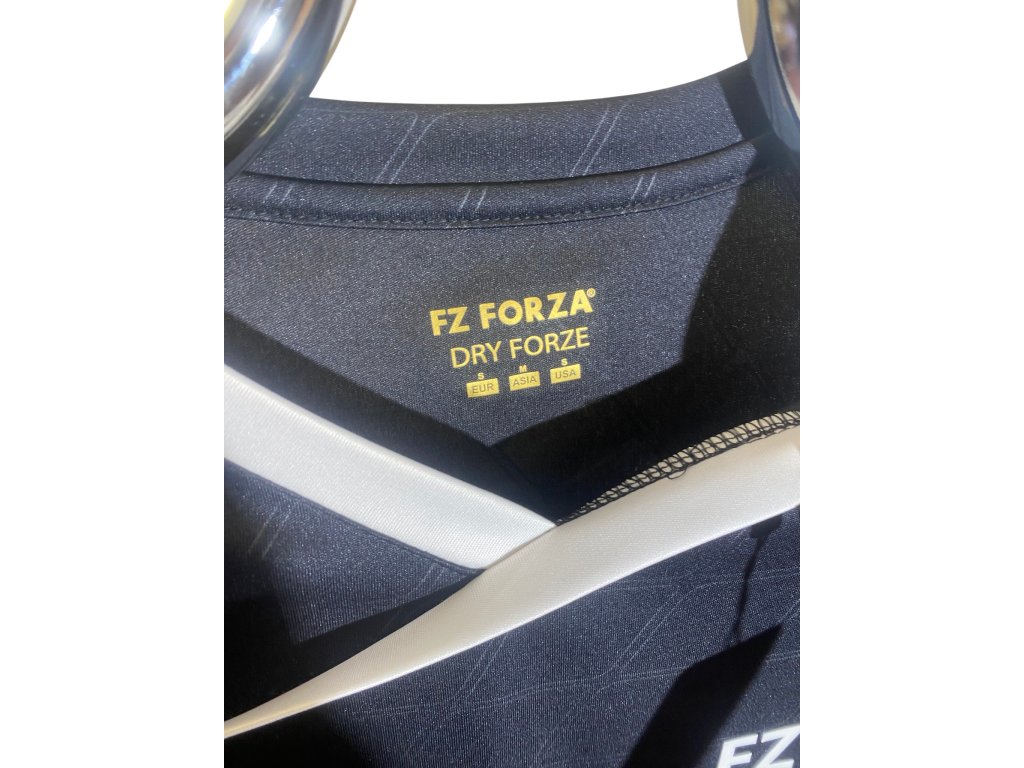 FZ FORZA®
DRY FORZE
S M S
EUR ASIA USA
FZ